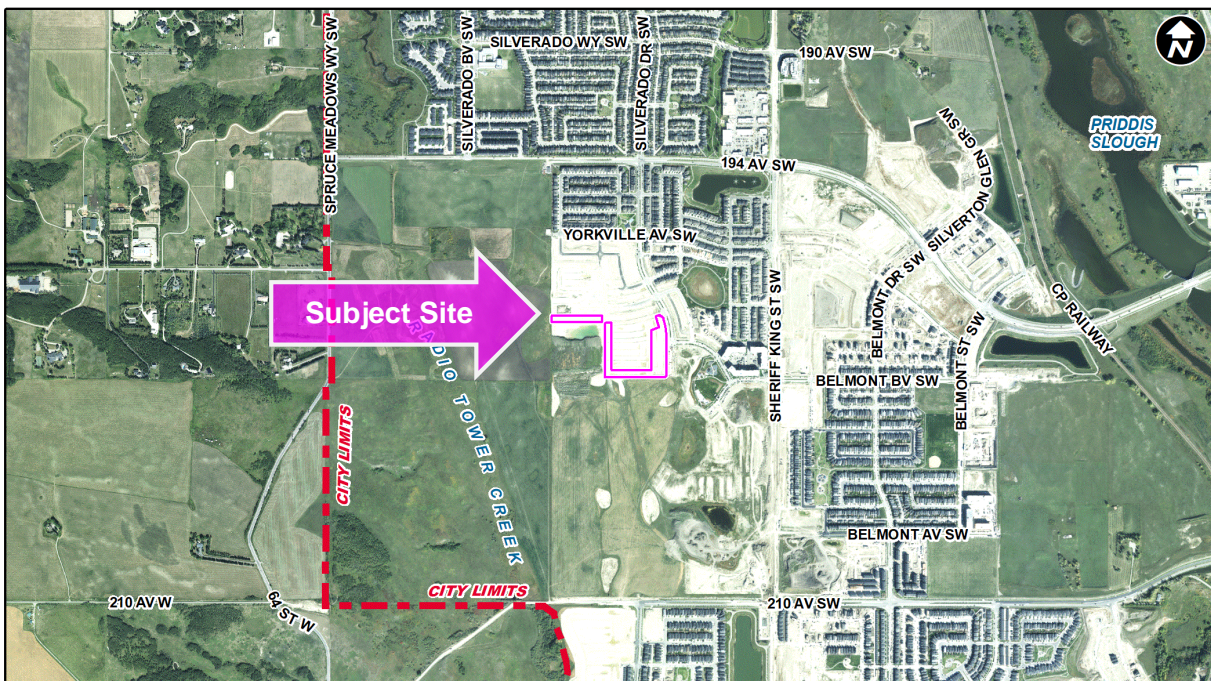 SPRUCE MEADOWS WY SW
SILVERADO BV SW
SILVERADO WY SW
SILVERADO DR SW
190 AV SW
N
PRIDDIS
SLOUGH
194 AV SW
SILVERTON GLEN GR SW
YORKVILLE AV SW
BELMONT DR SW
Subject Site
RADIO TOWER CREEK
SHERIFF KING ST SW
CP RAILWAY
BELMONT ST SW
BELMONT BV SW
CITY LIMITS
BELMONT AV SW
CITY LIMITS
210 AV W
64 ST W
210 AV SW